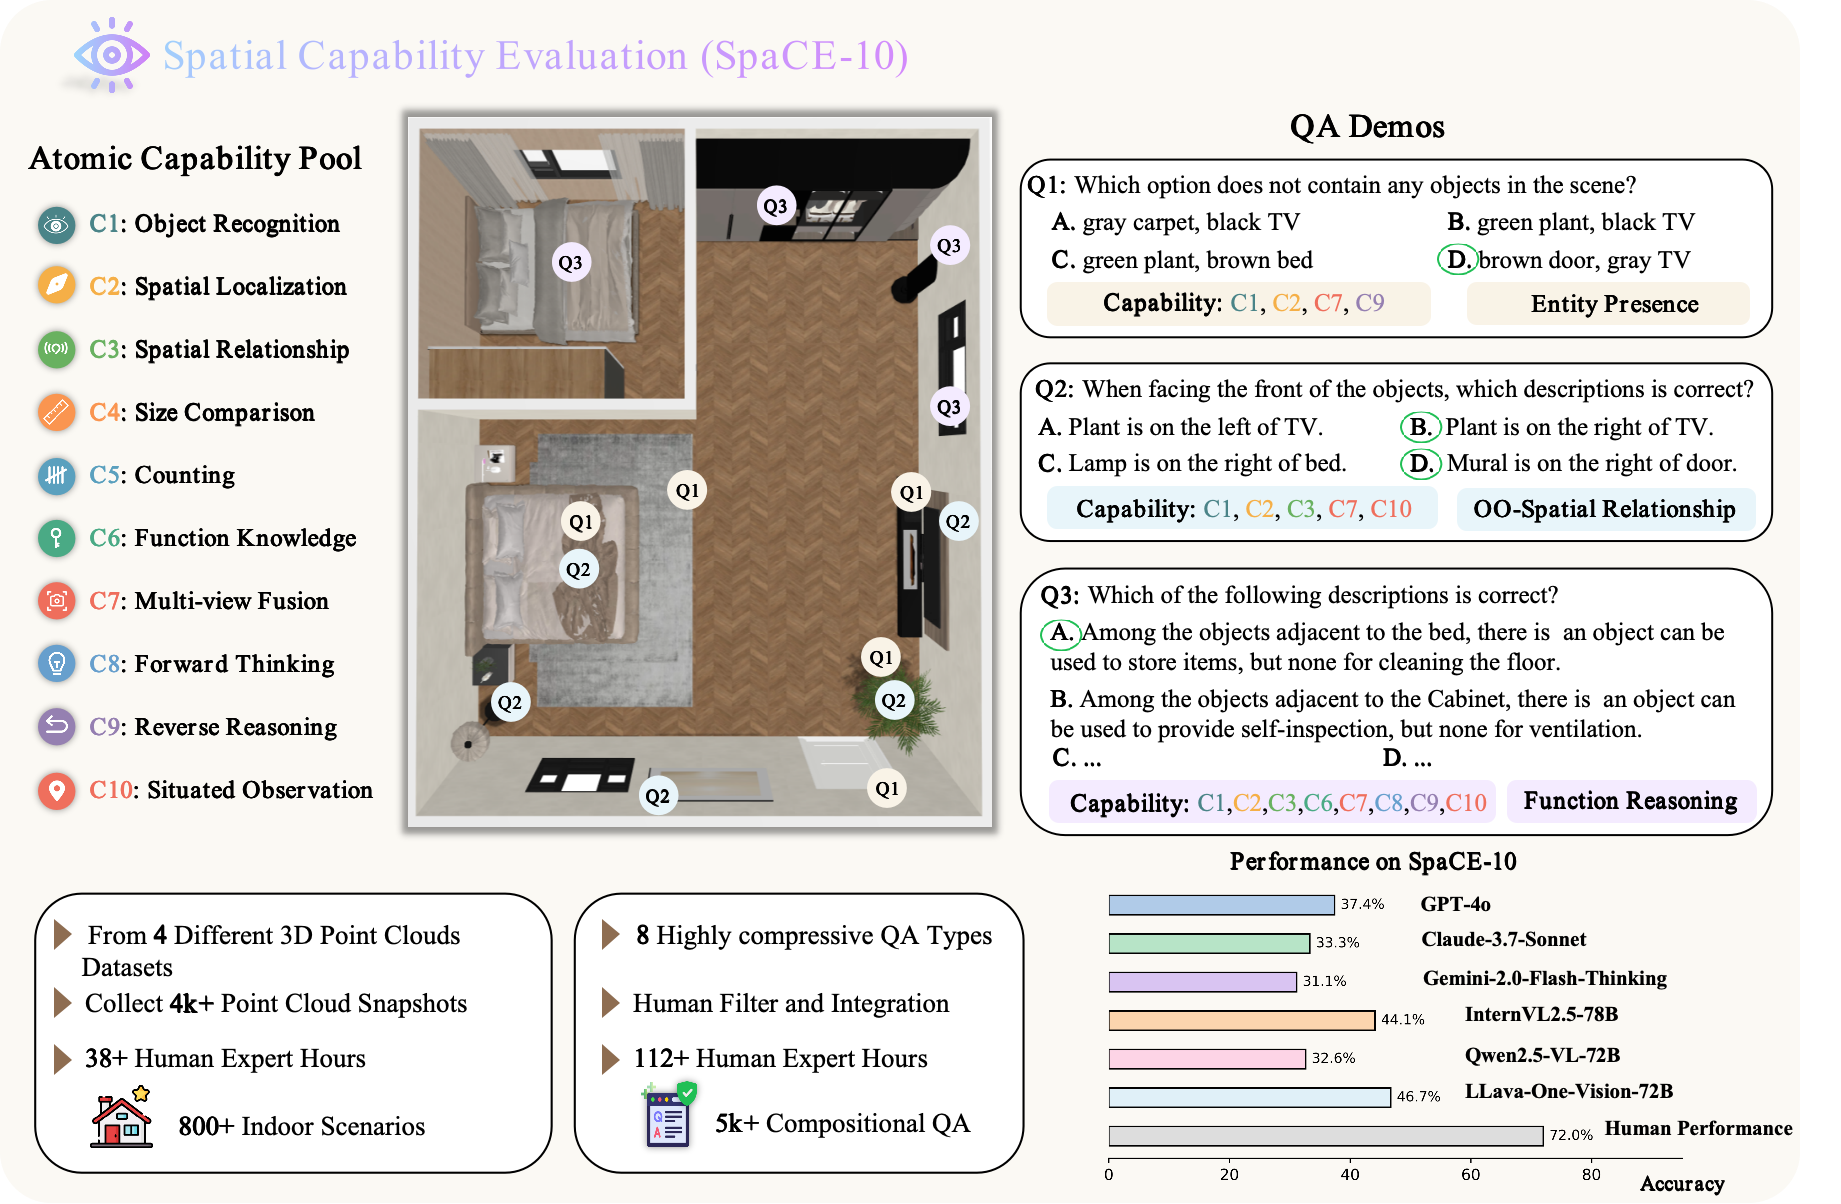 Spatial Capability Evaluation (SpaCE-10)
Atomic Capability Pool
C1: Object Recognition
C2: Spatial Localization
C3: Spatial Relationship
C4: Size Comparison
C5: Counting
C6: Function Knowledge
C7: Multi-view Fusion
C8: Forward Thinking
C9: Reverse Reasoning
C10: Situated Observation
Q3
Q3
Q3
Q3
Q1
Q1
Q1
Q2
Q2
Q1
Q2
Q2
Q2
Q1
QA Demos
Q1: Which option does not contain any objects in the scene?
A. gray carpet, black TV
B. green plant, black TV
C. green plant, brown bed
D. brown door, gray TV
Capability: C1, C2, C7, C9
Entity Presence
Q2: When facing the front of the objects, which descriptions is correct?
A. Plant is on the left of TV.
B. Plant is on the right of TV.
C. Lamp is on the right of bed.
D. Mural is on the right of door.
Capability: C1, C2, C3, C7, C10
OO-Spatial Relationship
Q3: Which of the following descriptions is correct?
A. Among the objects adjacent to the bed, there is an object can be
used to store items, but none for cleaning the floor.
B. Among the objects adjacent to the Cabinet, there is an object can
be used to provide self-inspection, but none for ventilation.
C. ...
D. ...
Capability: C1,C2,C3,C6,C7,C8,C9,C10
Function Reasoning
From 4 Different 3D Point Clouds
Datasets
Collect 4k+ Point Cloud Snapshots
38+ Human Expert Hours
800+ Indoor Scenarios
8 Highly compressive QA Types
Human Filter and Integration
112+ Human Expert Hours
Q
A
5k+ Compositional QA
Performance on SpaCE-10
37.4% GPT-4o
33.3% Claude-3.7-Sonnet
31.1% Gemini-2.0-Flash-Thinking
44.1% InternVL2.5-78B
32.6% Qwen2.5-VL-72B
46.7% LLava-One-Vision-72B
72.0% Human Performance
0 20 40 60 80
Accuracy